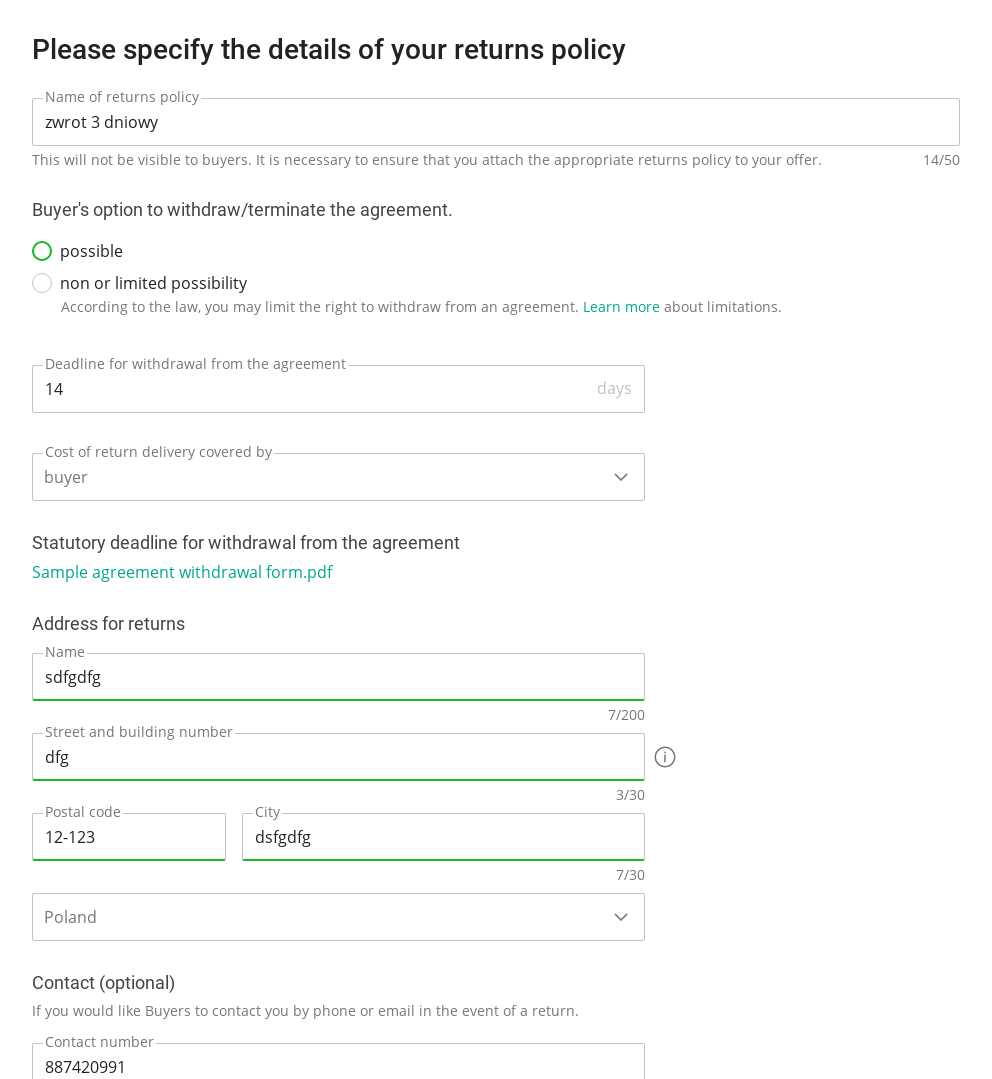 Please specify the details of your returns policy
Name of returns policy
zwrot 3 dniowy
This will not be visible to buyers. It is necessary to ensure that you attach the appropriate returns policy to your offer. 14/50
Buyer's option to withdraw/terminate the agreement.
possible
non or limited possibility
According to the law, you may limit the right to withdraw from an agreement. Learn more about limitations.
Deadline for withdrawal from the agreement
14 days
Cost of return delivery covered by
buyer
Statutory deadline for withdrawal from the agreement
Sample agreement withdrawal form.pdf
Address for returns
Name
sdfgdfg
7/200
Street and building number
dfg
3/30
Postal code City
12-123 dsfgdfg
7/30
Poland
Contact (optional)
If you would like Buyers to contact you by phone or email in the event of a return.
Contact number
887420991